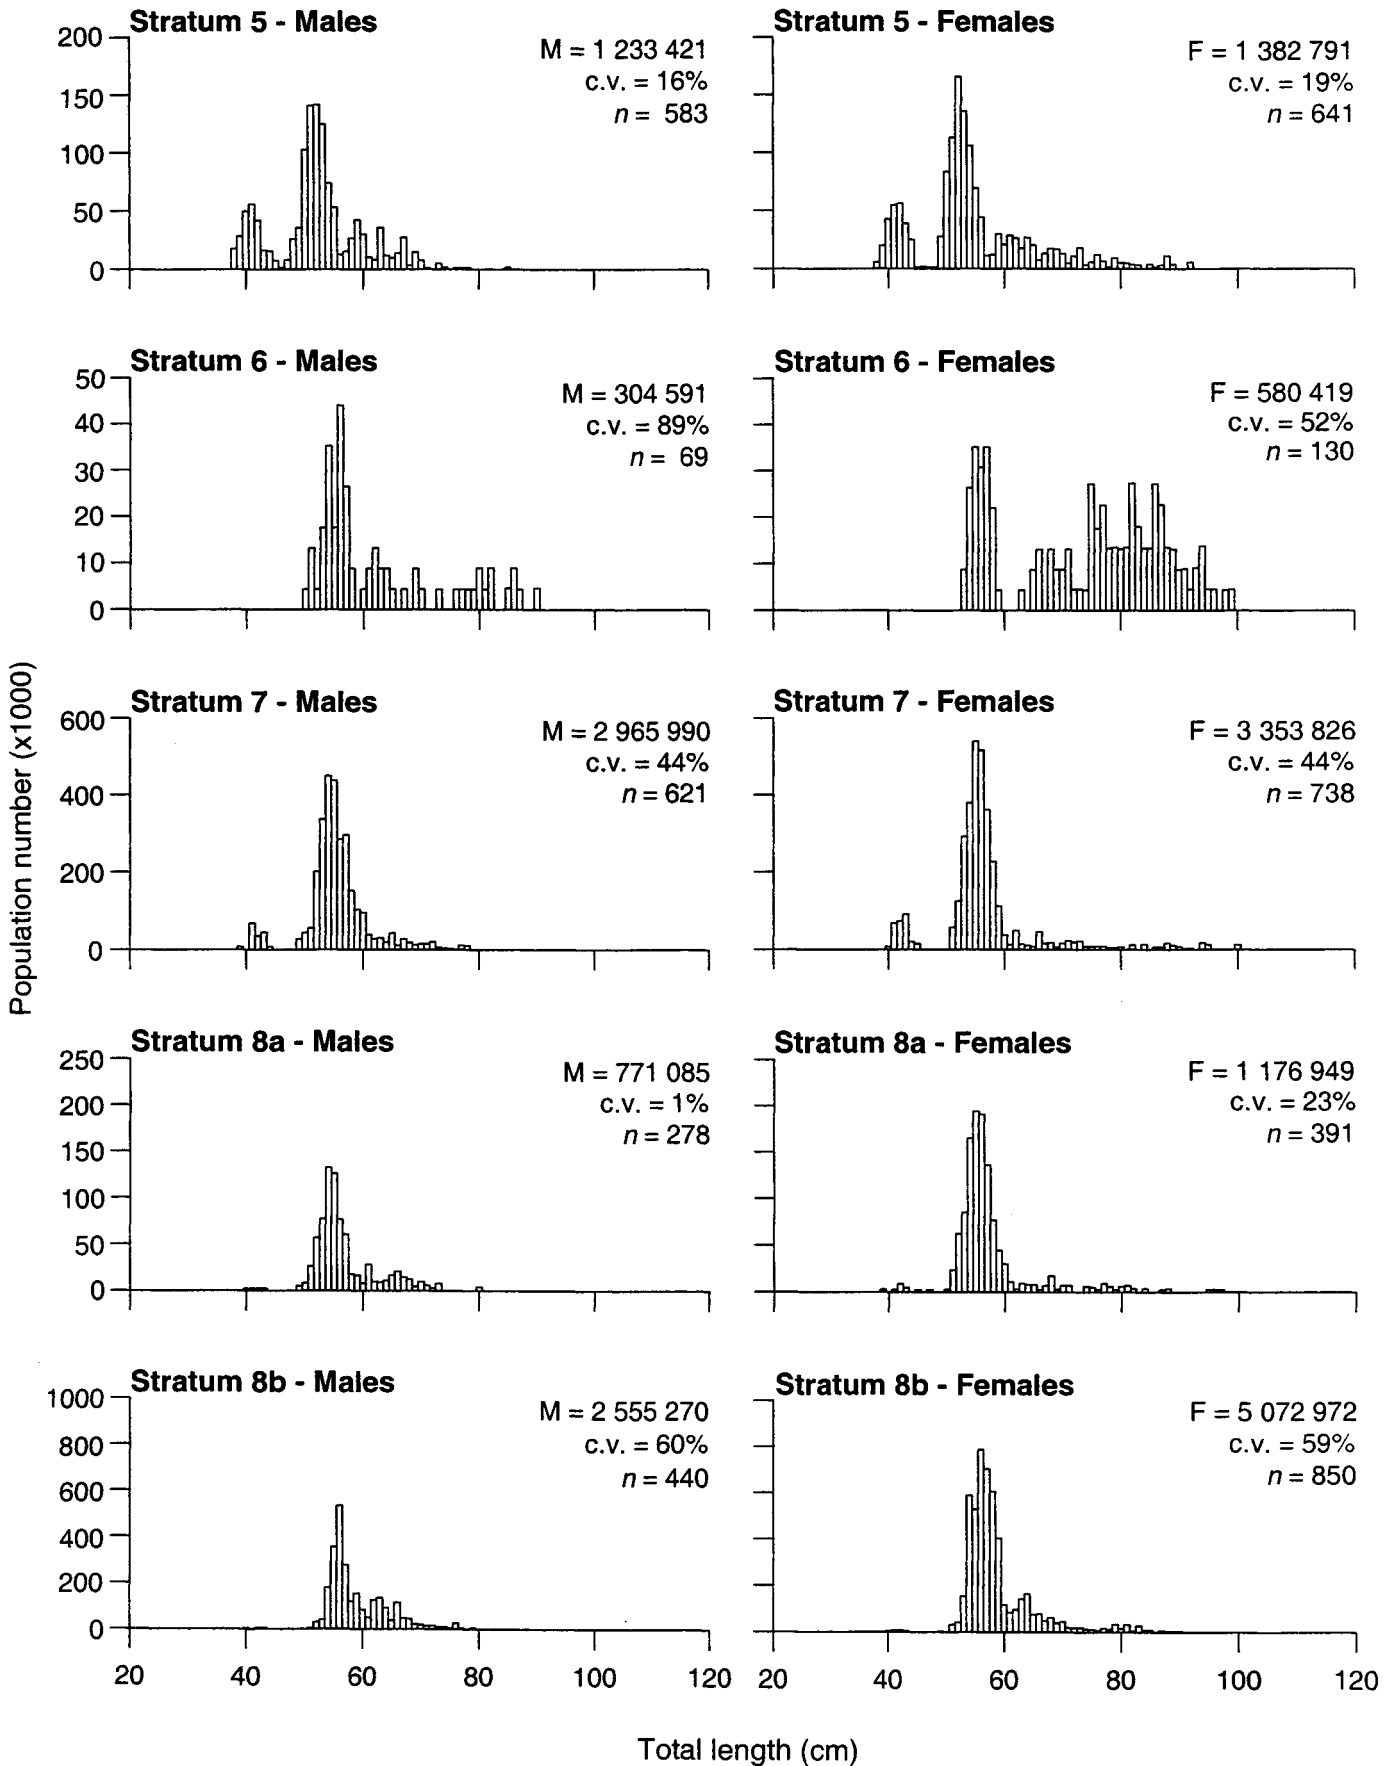 Stratum 5 - Males
M = 1 233 421
c.v. = 16%
n = 583
200
150
100
50
0
Stratum 5 - Females
F = 1 382 791
c.v. = 19%
n = 641
Stratum 6 - Males
M = 304 591
c.v. = 89%
n = 69
50
40
30
20
10
0
Stratum 6 - Females
F = 580 419
c.v. = 52%
n = 130
Population number (x1000)
Stratum 7 - Males
M = 2 965 990
c.v. = 44%
n = 621
600
400
200
0
Stratum 7 - Females
F = 3 353 826
c.v. = 44%
n = 738
Stratum 8a - Males
M = 771 085
c.v. = 1%
n = 278
250
200
150
100
50
0
Stratum 8a - Females
F = 1 176 949
c.v. = 23%
n = 391
Stratum 8b - Males
M = 2 555 270
c.v. = 60%
n = 440
1000
800
600
400
200
0
Stratum 8b - Females
F = 5 072 972
c.v. = 59%
n = 850
20 40 60 80 100 120
20 40 60 80 100 120
Total length (cm)